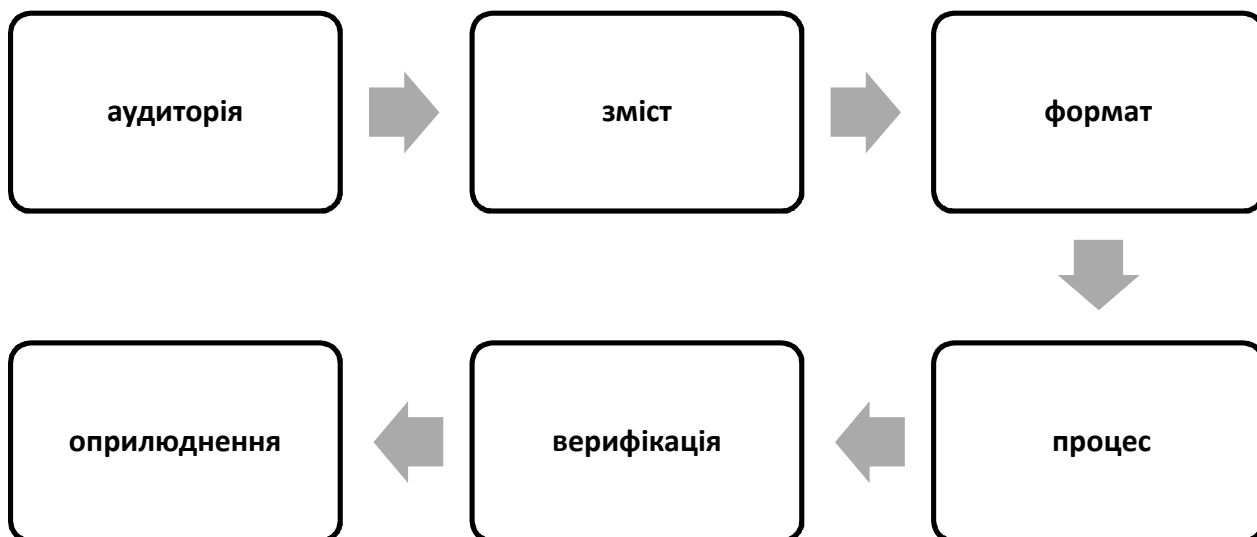 аудиторія
зміст
формат
процес
верифікація
оприлюднення